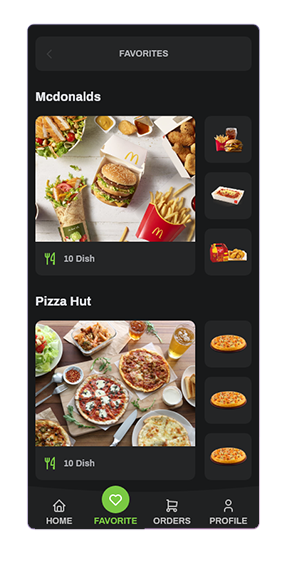 FAVORITES
Mcdonalds
10 Dish
Pizza Hut
10 Dish
HOME
FAVORITE
ORDERS
PROFILE